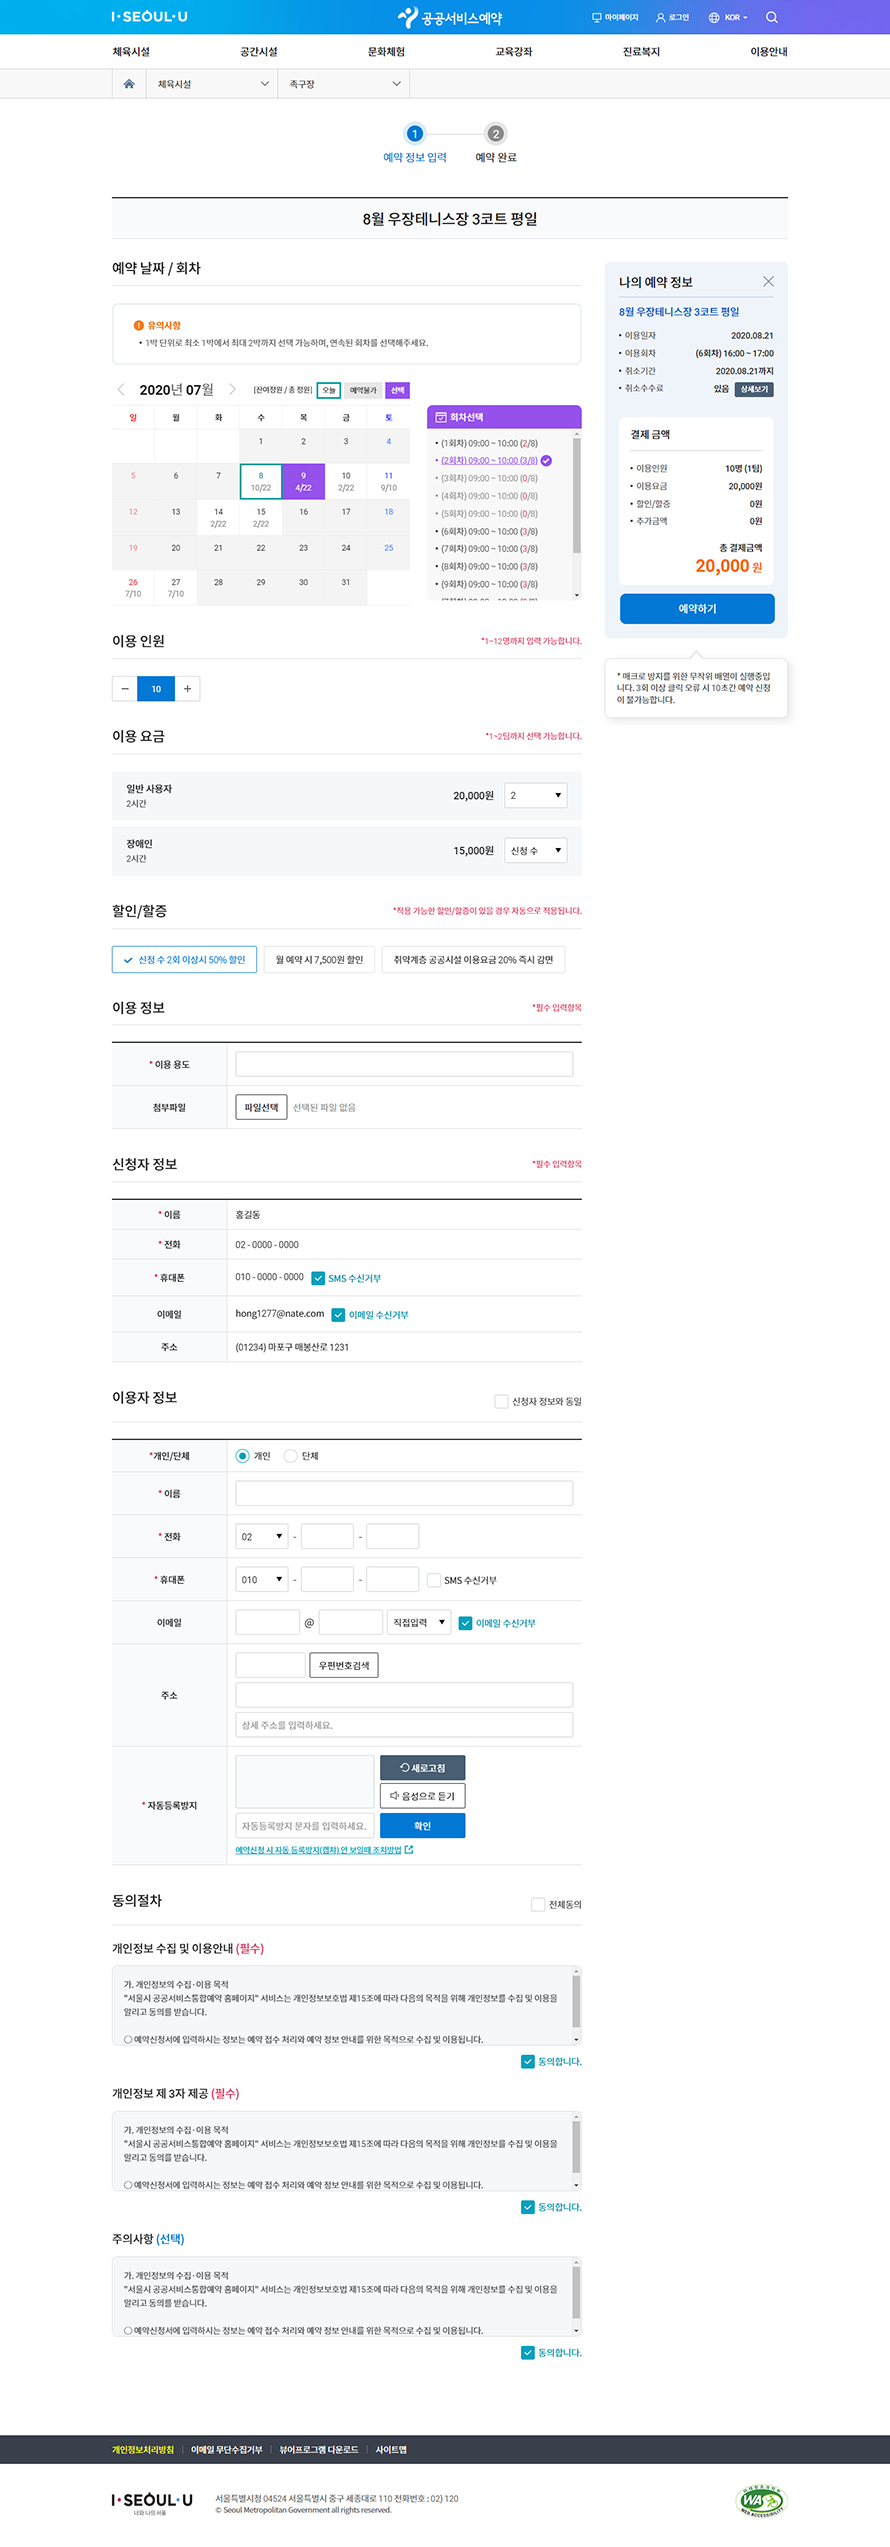 I·SEOUL·U
공공서비스예약
마이페이지
로그인
KOR
체육시설
공간시설
문화체험
교육강좌
진료복지
이용안내
체육시설
족구장
1
2
예약 정보 입력
예약 완료
8월 우장테니스장 3코트 평일
예약 날짜 / 회차
유의사항
• 1박 단위로 최소 1박에서 최대 2박까지 선택 가능하며, 연속된 회차를 선택해주세요.
2020년 07월
[잔여정원 / 총 정원] 오늘 예약불가 선택
일 월 화 수 목 금 토
1 2 3 4
5 6 7 8 9 10 11
10/22 4/22 2/22 9/10
12 13 14 15 16 17 18
2/22 2/22
19 20 21 22 23 24 25
26 27 28 29 30 31
7/10 7/10
회차선택
• (1회차) 09:00 ~ 10:00 (2/8)
• (2회차) 09:00 ~ 10:00 (3/8)
• (3회차) 09:00 ~ 10:00 (0/8)
• (4회차) 09:00 ~ 10:00 (0/8)
• (5회차) 09:00 ~ 10:00 (0/8)
• (6회차) 09:00 ~ 10:00 (3/8)
• (7회차) 09:00 ~ 10:00 (3/8)
• (8회차) 09:00 ~ 10:00 (3/8)
• (9회차) 09:00 ~ 10:00 (3/8)
나의 예약 정보
8월 우장테니스장 3코트 평일
• 이용일자 2020.08.21
• 이용회차 (6회차) 16:00 ~ 17:00
• 취소기간 2020.08.21까지
• 취소수수료 있음 상세보기
결제 금액
• 이용인원 10명 (1팀)
• 이용요금 20,000원
• 할인/할증 0원
• 추가금액 0원
총 결제금액
20,000 원
예약하기
* 매크로 방지를 위한 무작위 배열이 실행중입
니다. 3회 이상 클릭 오류 시 10초간 예약 신청
이 불가능합니다.
이용 인원
*1~12명까지 입력 가능합니다.
− 10 +
이용 요금
*1~2팀까지 선택 가능합니다.
일반 사용자
2시간
20,000원 2
장애인
2시간
15,000원 신청 수
할인/할증
*적용 가능한 할인/할증이 있을 경우 자동으로 적용됩니다.
신청 수 2회 이상시 50% 할인
월 예약 시 7,500원 할인
취약계층 공공시설 이용요금 20% 즉시 감면
이용 정보
*필수 입력항목
* 이용 용도
첨부파일
파일선택 선택된 파일 없음
신청자 정보
*필수 입력항목
* 이름 홍길동
* 전화 02 - 0000 - 0000
* 휴대폰 010 - 0000 - 0000 SMS 수신거부
이메일 hong1277@nate.com 이메일 수신거부
주소 (01234) 마포구 매봉산로 1231
이용자 정보
신청자 정보와 동일
*개인/단체 개인 단체
* 이름
* 전화 02 - -
* 휴대폰 010 - - SMS 수신거부
이메일 @ 직접입력 이메일 수신거부
우편번호검색
주소
상세 주소를 입력하세요.
새로고침
음성으로 듣기
* 자동등록방지
자동등록방지 문자를 입력하세요. 확인
예약신청 시 자동 등록방지(캡차) 안 보일때 조치방법
동의절차
전체동의
개인정보 수집 및 이용안내 (필수)
가. 개인정보의 수집·이용 목적
"서울시 공공서비스통합예약 홈페이지" 서비스는 개인정보보호법 제15조에 따라 다음의 목적을 위해 개인정보를 수집 및 이용을
알리고 동의를 받습니다.
○ 예약신청서에 입력하시는 정보는 예약 접수 처리와 예약 정보 안내를 위한 목적으로 수집 및 이용됩니다.
동의합니다.
개인정보 제 3자 제공 (필수)
가. 개인정보의 수집·이용 목적
"서울시 공공서비스통합예약 홈페이지" 서비스는 개인정보보호법 제15조에 따라 다음의 목적을 위해 개인정보를 수집 및 이용을
알리고 동의를 받습니다.
○ 예약신청서에 입력하시는 정보는 예약 접수 처리와 예약 정보 안내를 위한 목적으로 수집 및 이용됩니다.
동의합니다.
주의사항 (선택)
가. 개인정보의 수집·이용 목적
"서울시 공공서비스통합예약 홈페이지" 서비스는 개인정보보호법 제15조에 따라 다음의 목적을 위해 개인정보를 수집 및 이용을
알리고 동의를 받습니다.
○ 예약신청서에 입력하시는 정보는 예약 접수 처리와 예약 정보 안내를 위한 목적으로 수집 및 이용됩니다.
동의합니다.
개인정보처리방침 | 이메일 무단수집거부 | 뷰어프로그램 다운로드 | 사이트맵
I·SEOUL·U
너와 나의 서울
서울특별시청 04524 서울특별시 중구 세종대로 110 전화번호 : 02) 120
© Seoul Metropolitan Government all rights reserved.
WA
WEB ACCESSIBILITY